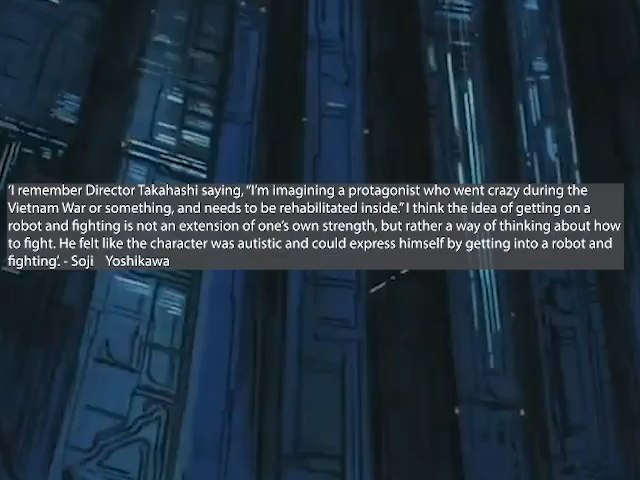 'I remember Director Takahashi saying, "I'm imagining a protagonist who went crazy during the
Vietnam War or something, and needs to be rehabilitated inside." I think the idea of getting on a
robot and fighting is not an extension of one's own strength, but rather a way of thinking about how
to fight. He felt like the character was autistic and could express himself by getting into a robot and
fighting'. - Soji Yoshikawa